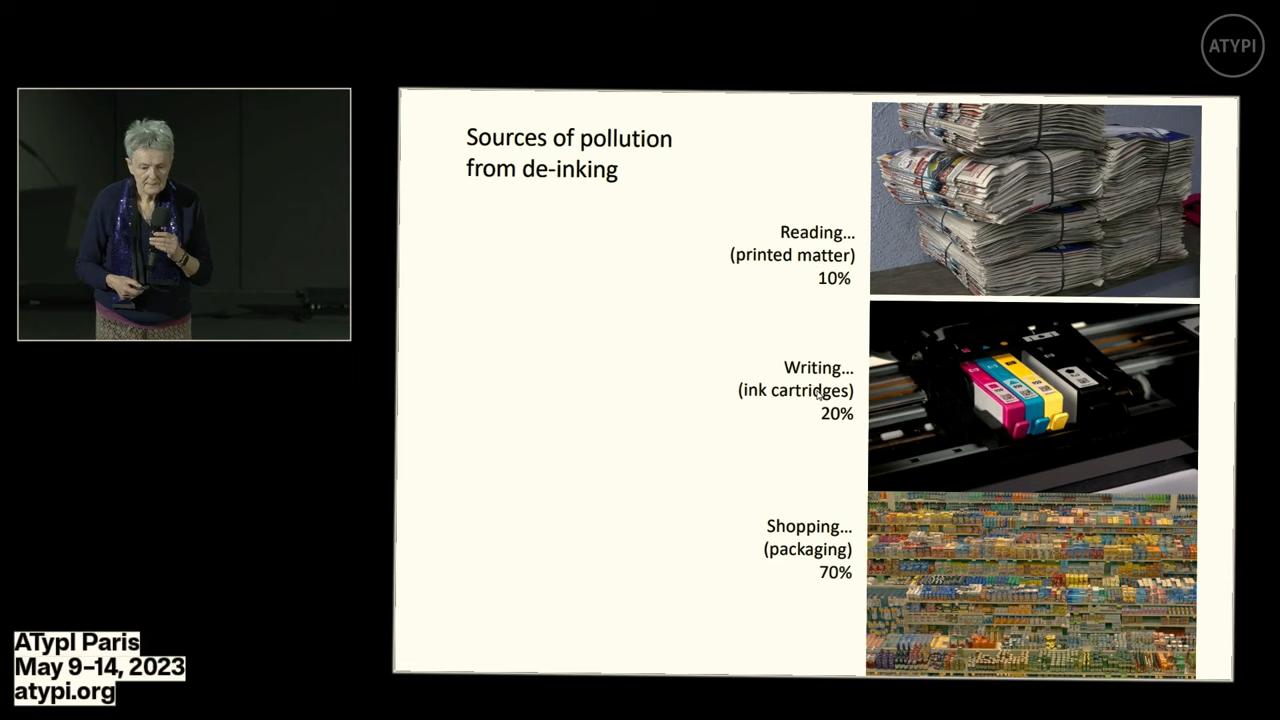 ATYPI
Sources of pollution
from de-inking
Reading...
(printed matter)
10%
Writing...
(ink cartridges)
20%
Shopping...
(packaging)
70%
ATypI Paris
May 9–14, 2023
atypi.org